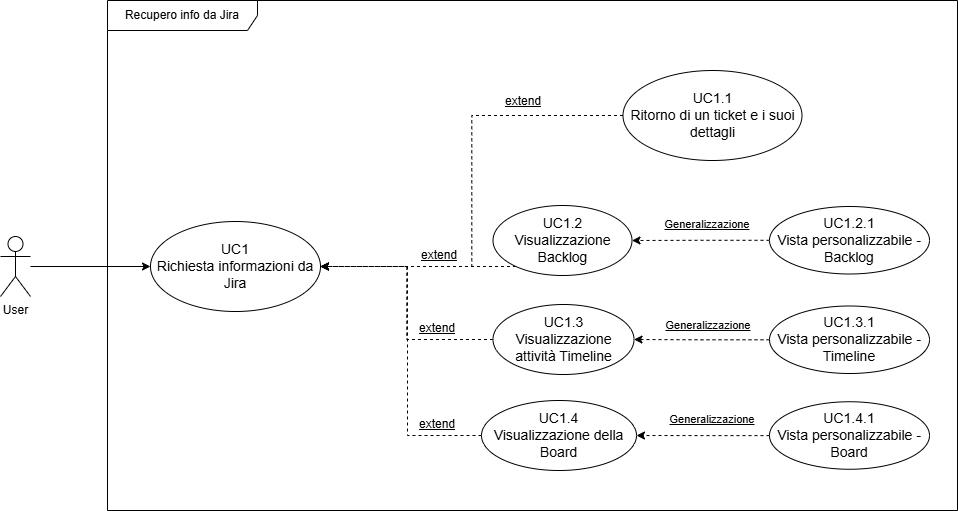 Recupero info da Jira
extend
UC1.1
Ritorno di un ticket e i suoi
dettagli
User
UC1
Richiesta informazioni da
Jira
extend
UC1.2
Visualizzazione
Backlog
Generalizzazione
UC1.2.1
Vista personalizzabile -
Backlog
extend
UC1.3
Visualizzazione
attività Timeline
Generalizzazione
UC1.3.1
Vista personalizzabile -
Timeline
extend
UC1.4
Visualizzazione della
Board
Generalizzazione
UC1.4.1
Vista personalizzabile -
Board